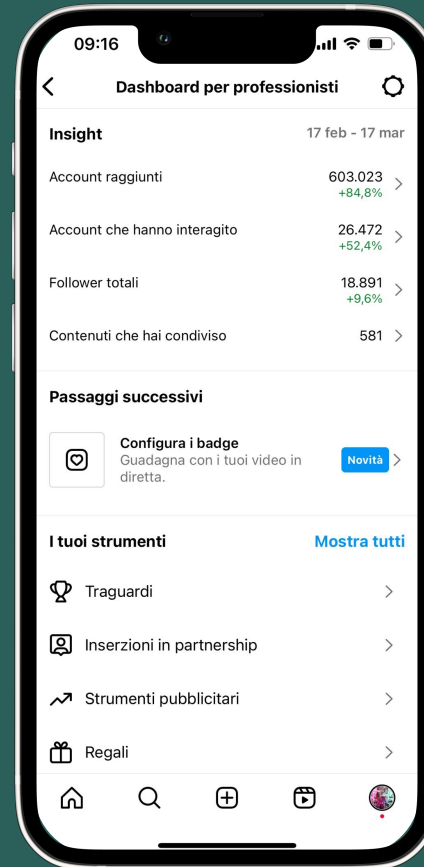 09:16
Dashboard per professionisti
Insight 17 feb - 17 mar
Account raggiunti 603.023
+84,8%
Account che hanno interagito 26.472
+52,4%
Follower totali 18.891
+9,6%
Contenuti che hai condiviso 581
Passaggi successivi
Configura i badge
Guadagna con i tuoi video in
diretta.
Novità
I tuoi strumenti Mostra tutti
Traguardi
Inserzioni in partnership
Strumenti pubblicitari
Regali